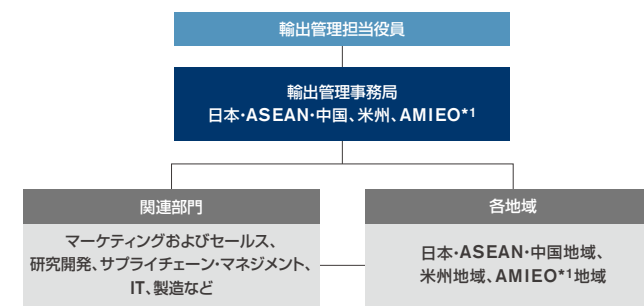 輸出管理担当役員
輸出管理事務局
日本・ASEAN・中国、米州、AMIEO*1
関連部門
マーケティングおよびセールス、
研究開発、サプライチェーン・マネジメント、
IT、製造など
各地域
日本・ASEAN・中国地域、
米州地域、AMIEO*1地域